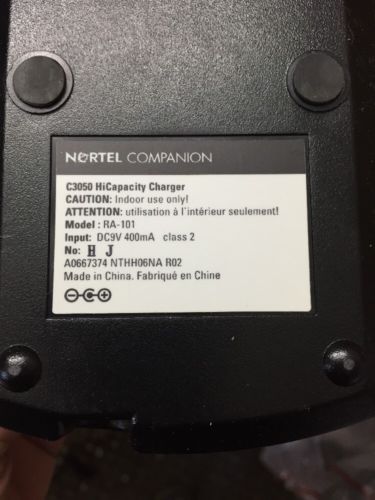 NORTEL COMPANION
C3050 HiCapacity Charger
CAUTION: Indoor use only!
ATTENTION: utilisation à l'intérieur seulement!
Model : RA-101
Input: DC9V 400mA class 2
No: H J
A0667374 NTHH06NA R02
Made in China. Fabriqué en Chine